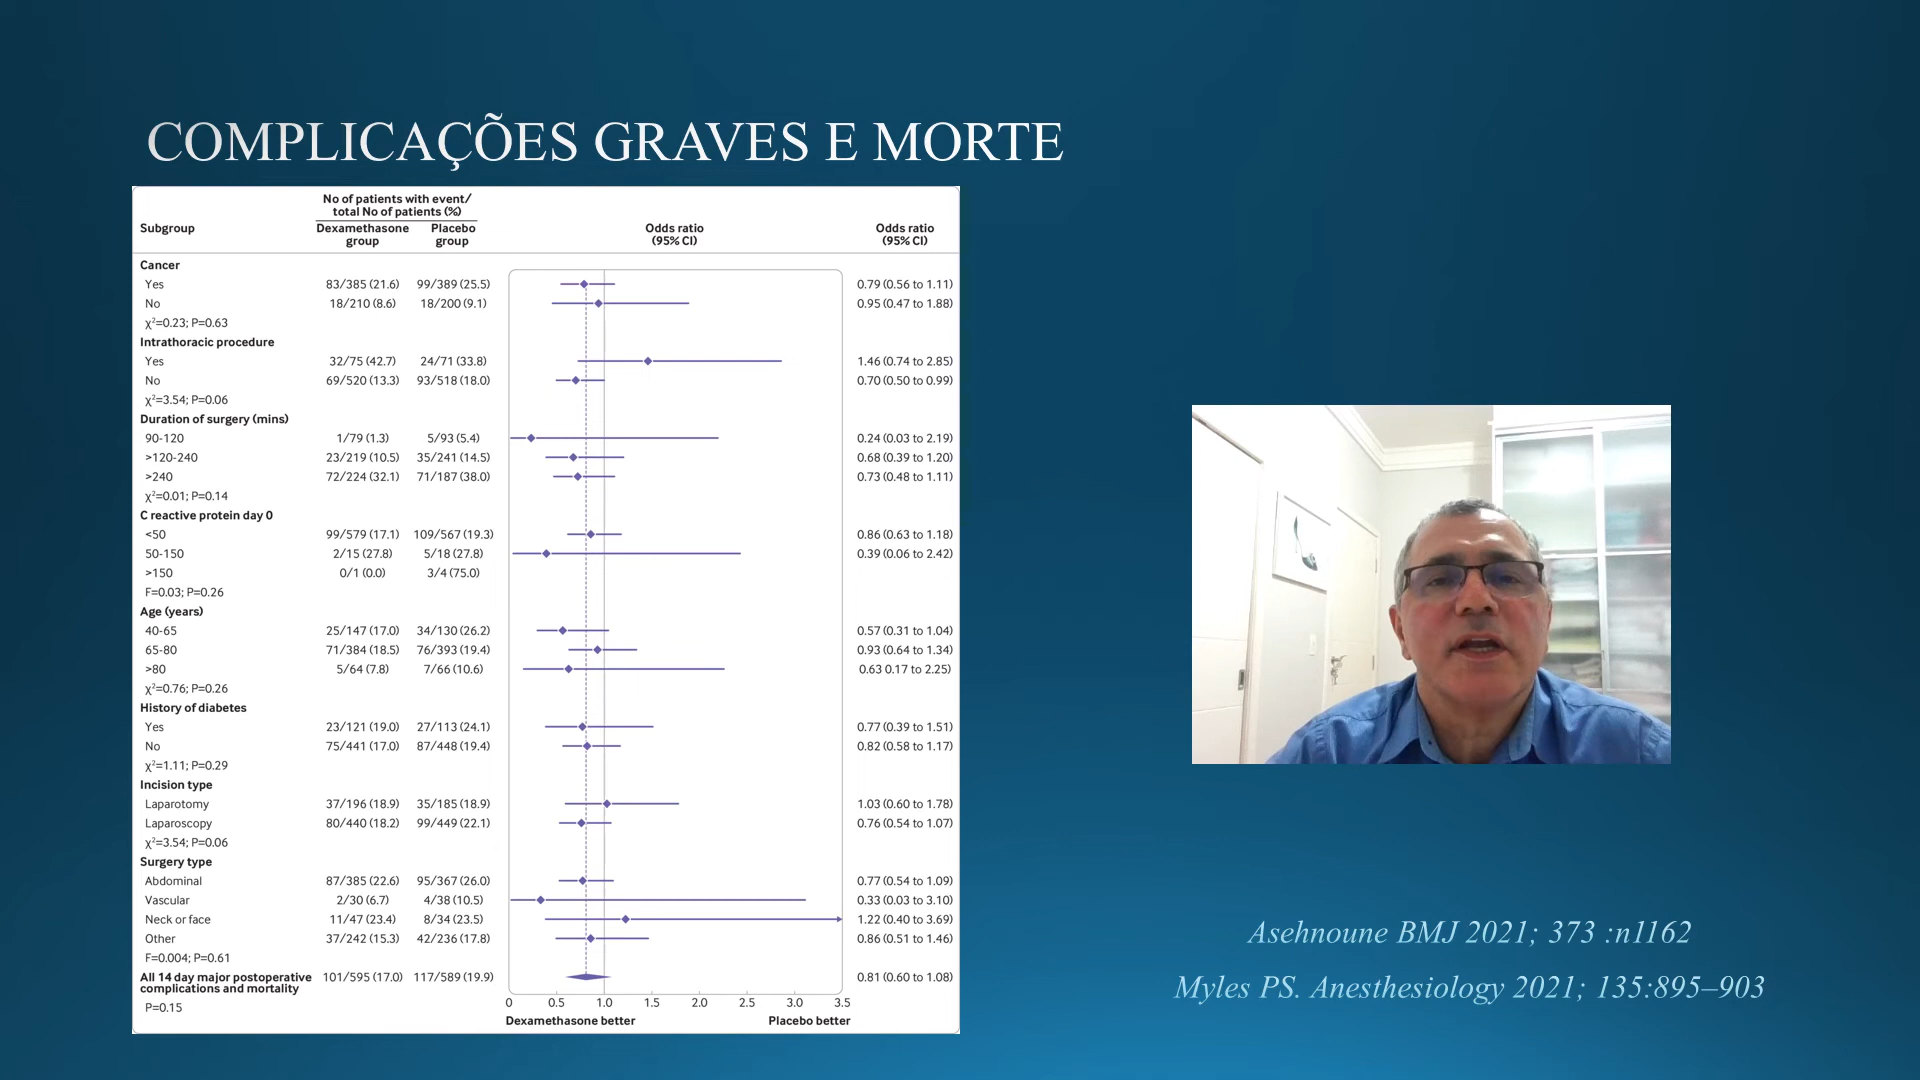 COMPLICAÇÕES GRAVES E MORTE
No of patients with event/
total No of patients (%)
Subgroup Dexamethasone group Placebo group Odds ratio (95% CI) Odds ratio (95% CI)
Cancer
Yes 83/385 (21.6) 99/389 (25.5) 0.79 (0.56 to 1.11)
No 18/210 (8.6) 18/200 (9.1) 0.95 (0.47 to 1.88)
χ²=0.23; P=0.63
Intrathoracic procedure
Yes 32/75 (42.7) 24/71 (33.8) 1.46 (0.74 to 2.85)
No 69/520 (13.3) 93/518 (18.0) 0.70 (0.50 to 0.99)
χ²=3.54; P=0.06
Duration of surgery (mins)
90-120 1/79 (1.3) 5/93 (5.4) 0.24 (0.03 to 2.19)
>120-240 23/219 (10.5) 35/241 (14.5) 0.68 (0.39 to 1.20)
>240 72/224 (32.1) 71/187 (38.0) 0.73 (0.48 to 1.11)
χ²=0.01; P=0.14
C reactive protein day 0
<50 99/579 (17.1) 109/567 (19.3) 0.86 (0.63 to 1.18)
50-150 2/15 (27.8) 5/18 (27.8) 0.39 (0.06 to 2.42)
>150 0/1 (0.0) 3/4 (75.0)
F=0.03; P=0.26
Age (years)
40-65 25/147 (17.0) 34/130 (26.2) 0.57 (0.31 to 1.04)
65-80 71/384 (18.5) 76/393 (19.4) 0.93 (0.64 to 1.34)
>80 5/64 (7.8) 7/66 (10.6) 0.63 0.17 to 2.25)
χ²=0.76; P=0.26
History of diabetes
Yes 23/121 (19.0) 27/113 (24.1) 0.77 (0.39 to 1.51)
No 75/441 (17.0) 87/448 (19.4) 0.82 (0.58 to 1.17)
χ²=1.11; P=0.29
Incision type
Laparotomy 37/196 (18.9) 35/185 (18.9) 1.03 (0.60 to 1.78)
Laparoscopy 80/440 (18.2) 99/449 (22.1) 0.76 (0.54 to 1.07)
χ²=3.54; P=0.06
Surgery type
Abdominal 87/385 (22.6) 95/367 (26.0) 0.77 (0.54 to 1.09)
Vascular 2/30 (6.7) 4/38 (10.5) 0.33 (0.03 to 3.10)
Neck or face 11/47 (23.4) 8/34 (23.5) 1.22 (0.40 to 3.69)
Other 37/242 (15.3) 42/236 (17.8) 0.86 (0.51 to 1.46)
F=0.004; P=0.61
All 14 day major postoperative 101/595 (17.0) 117/589 (19.9) 0.81 (0.60 to 1.08)
complications and mortality
P=0.15
0 0.5 1.0 1.5 2.0 2.5 3.0 3.5
Dexamethasone better Placebo better
Asehnoune BMJ 2021; 373 :n1162
Myles PS. Anesthesiology 2021; 135:895–903